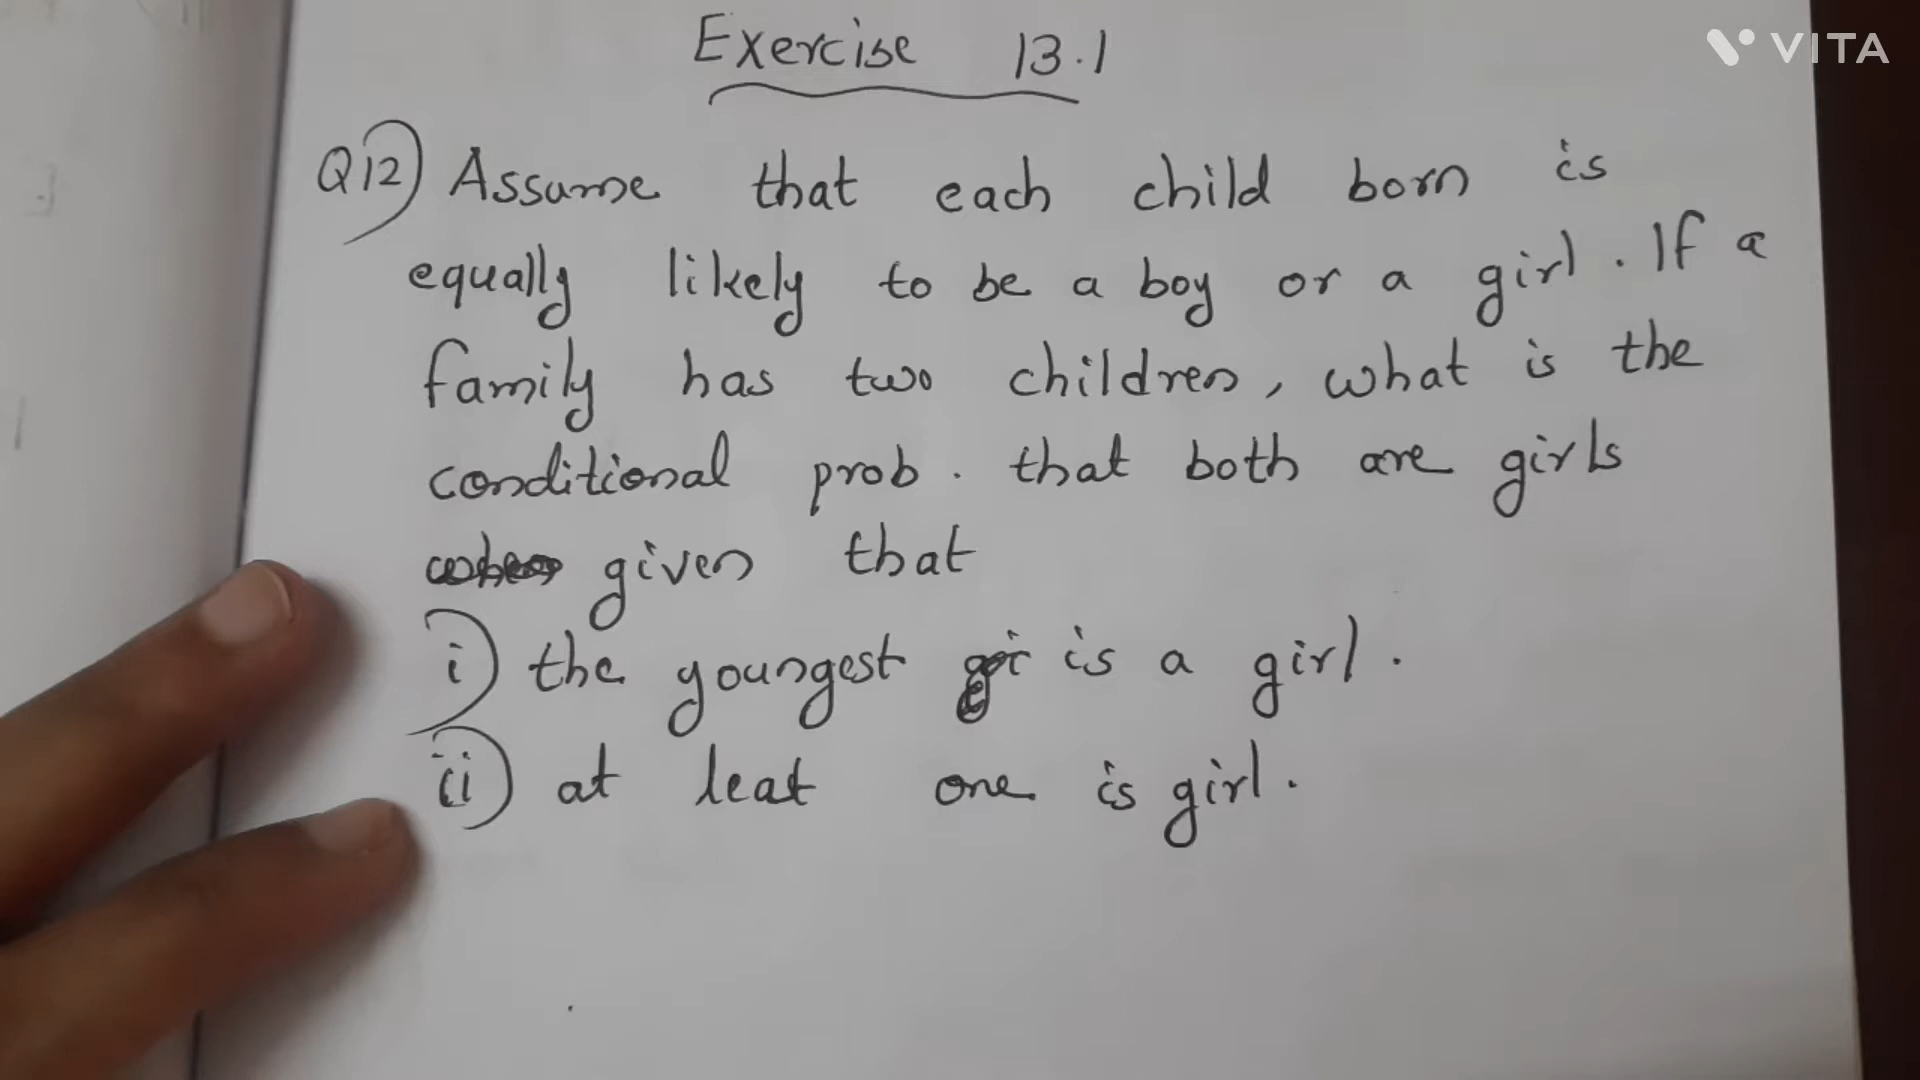 Exercise 13.1
VITA
Q12) Assume that each child born is
equally likely to be a boy or a girl. If a
family has two children, what is the
conditional prob. that both are girls
given that
i) the youngest is a girl.
ii) at leat one is girl.